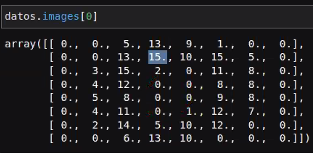 datos.images[0]
array([[ 0.,  0.,  5., 13.,  9.,  1.,  0.,  0.],
       [ 0.,  0., 13., 15., 10., 15.,  5.,  0.],
       [ 0.,  3., 15.,  2.,  0., 11.,  8.,  0.],
       [ 0.,  4., 12.,  0.,  0.,  8.,  8.,  0.],
       [ 0.,  5.,  8.,  0.,  0.,  9.,  8.,  0.],
       [ 0.,  4., 11.,  0.,  1., 12.,  7.,  0.],
       [ 0.,  2., 14.,  5., 10., 12.,  0.,  0.],
       [ 0.,  0.,  6., 13., 10.,  0.,  0.,  0.]])